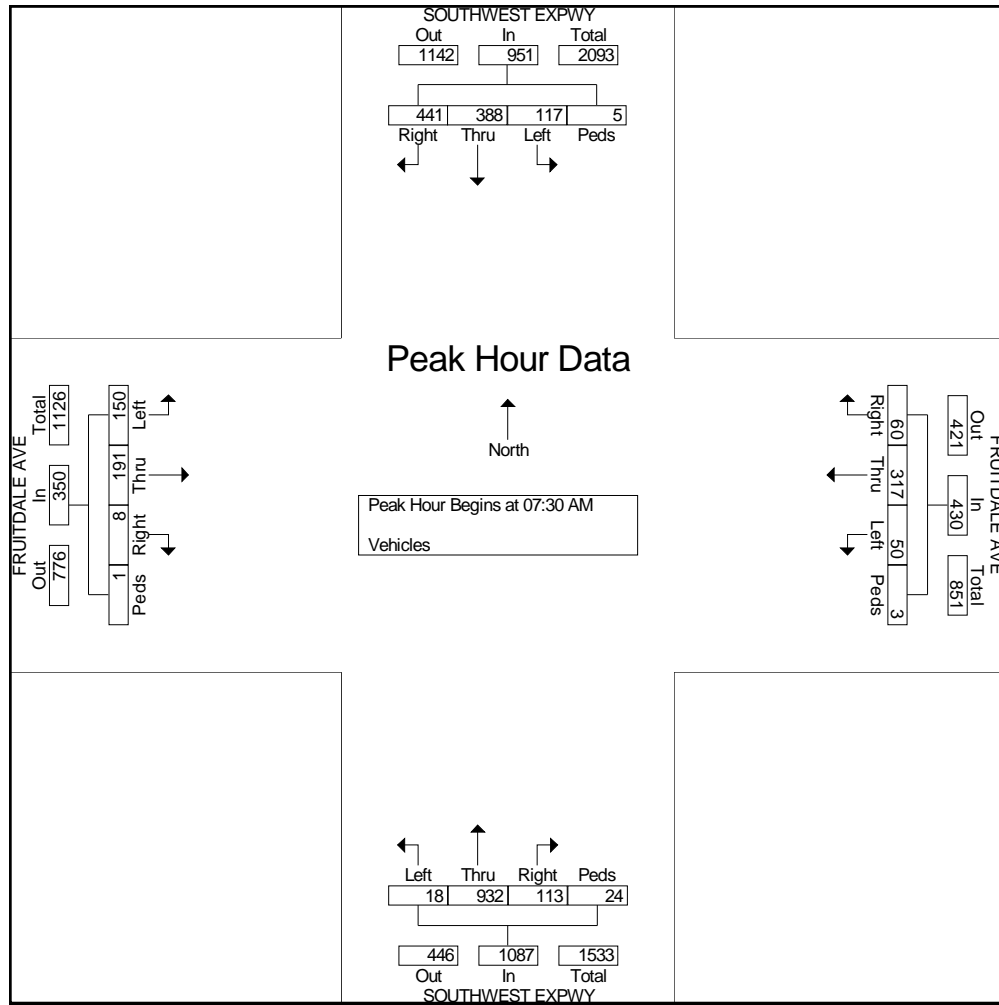 SOUTHWEST EXPWY
Out In Total
1142 951 2093
441 388 117 5
Right Thru Left Peds
Peak Hour Data
North
Peak Hour Begins at 07:30 AM
Vehicles
FRUITDALE AVE
Out In Total
776 350 1126
150 191 8 1
Left Thru Right Peds
Right Thru Left Peds
60 317 50 3
Out In Total
421 430 851
FRUITDALE AVE
Left Thru Right Peds
18 932 113 24
446 1087 1533
Out In Total
SOUTHWEST EXPWY